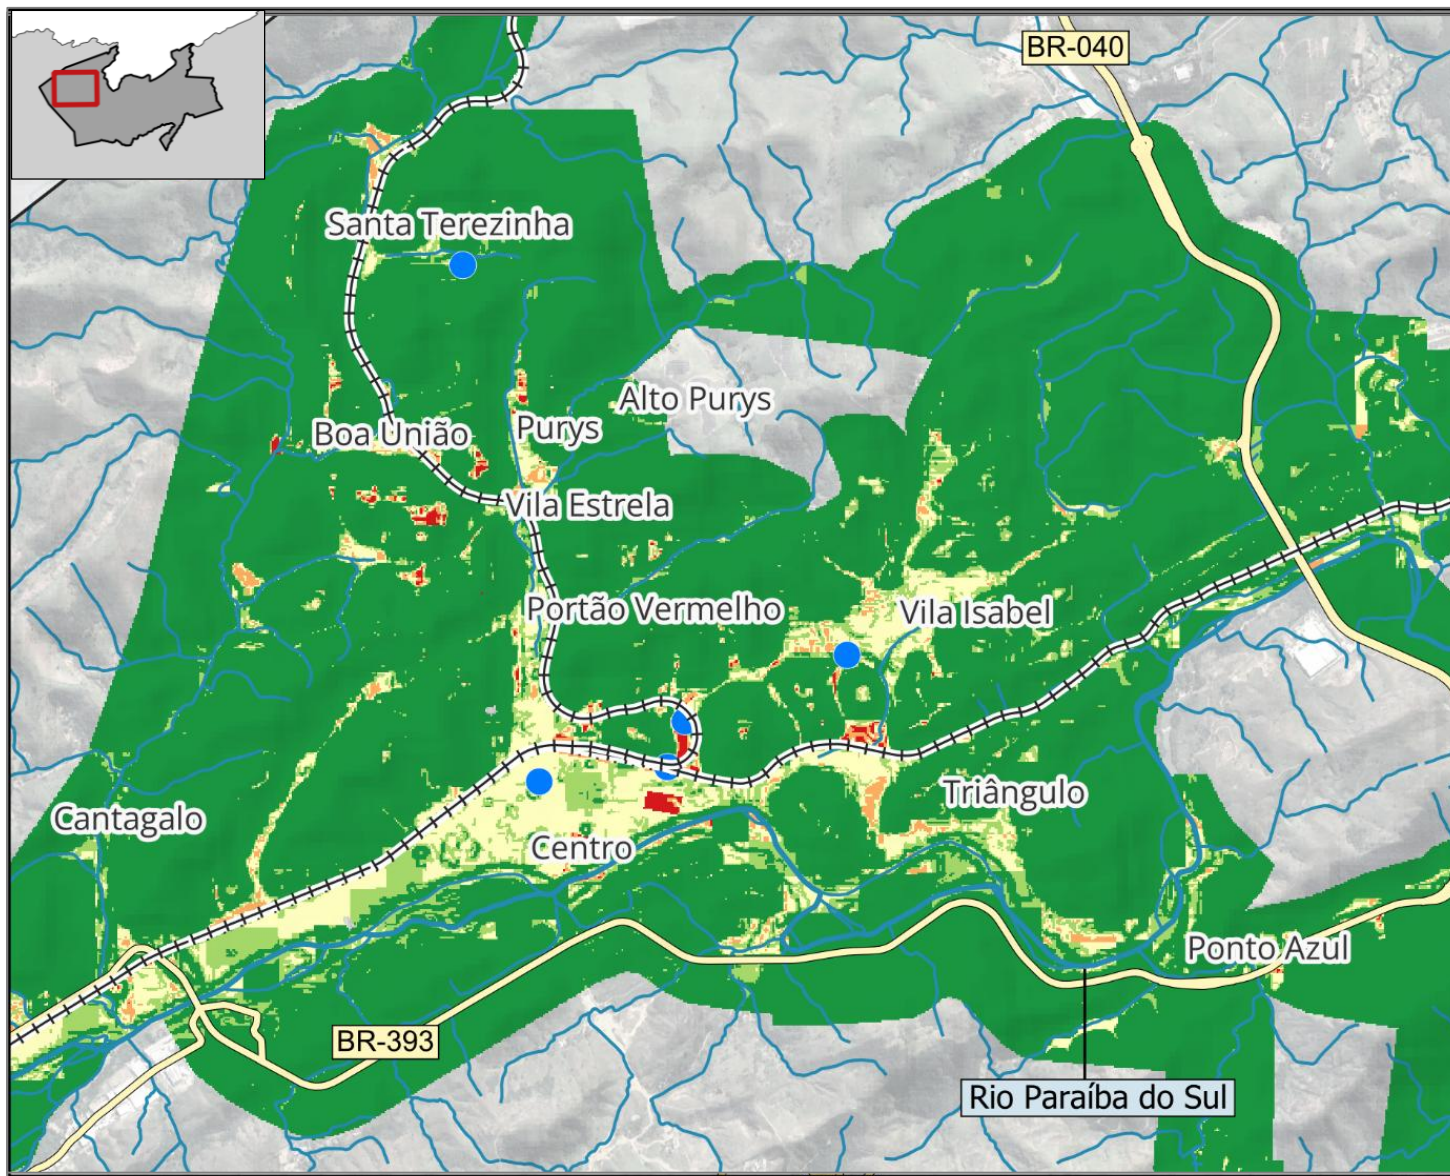 BR-040
Santa Terezinha
Alto Purys
Boa União
Purys
Vila Estrela
Portão Vermelho
Vila Isabel
Triângulo
Cantagalo
Centro
Ponto Azul
BR-393
Rio Paraíba do Sul